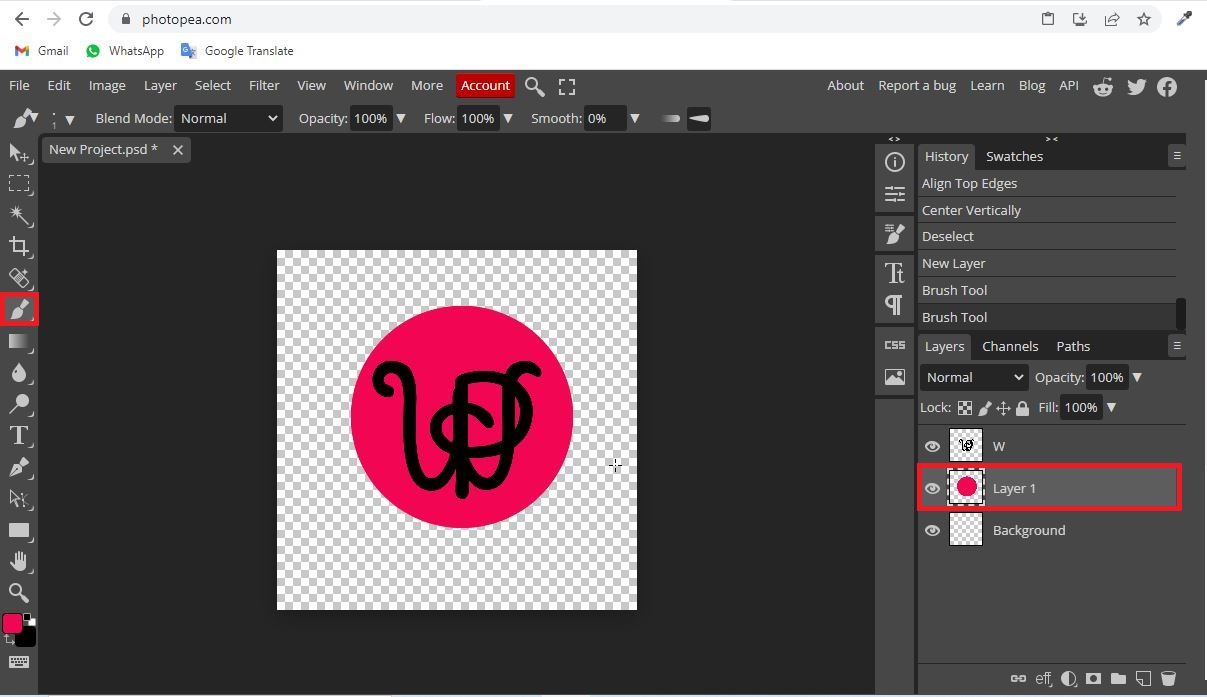 photopea.com
Gmail WhatsApp Google Translate
File Edit Image Layer Select Filter View Window More Account About Report a bug Learn Blog API
1 Blend Mode: Normal Opacity: 100% Flow: 100% Smooth: 0%
New Project.psd *
History Swatches
Align Top Edges
Center Vertically
Deselect
New Layer
Brush Tool
Brush Tool
Layers Channels Paths
Normal Opacity: 100%
Lock: Fill: 100%
W
Layer 1
Background
CSS
eff